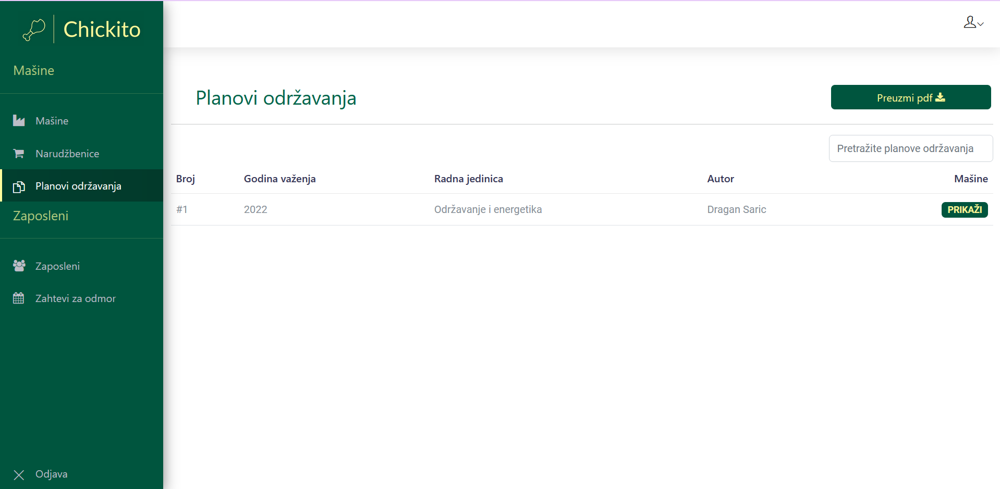 Chickito
Mašine
Mašine
Narudžbenice
Planovi održavanja
Zaposleni
Zaposleni
Zahtevi za odmor
Odjava
Planovi održavanja
Preuzmi pdf
Pretražite planove održavanja
Broj Godina važenja Radna jedinica Autor Mašine
#1 2022 Održavanje i energetika Dragan Saric PRIKAŽI